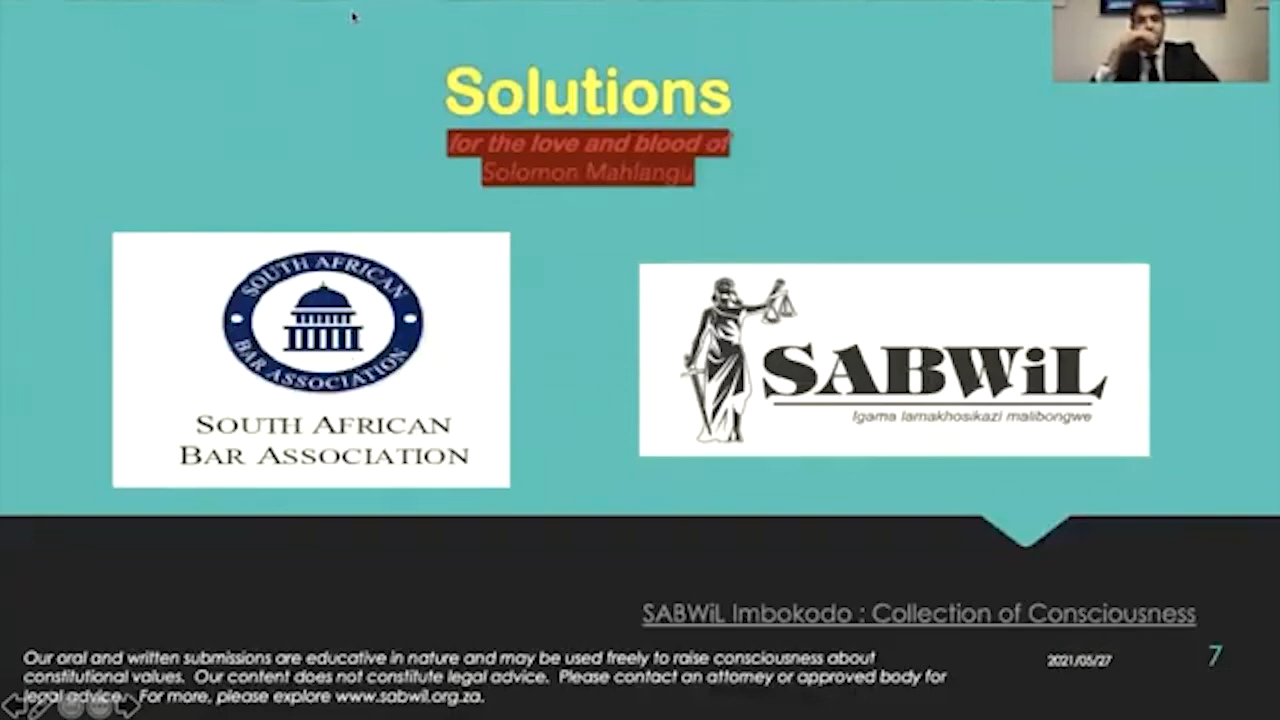 Solutions
for the love and blood of
Solomon Mahlangu
SOUTH AFRICAN
BAR ASSOCIATION
SOUTH AFRICAN
BAR ASSOCIATION
SABWiL
Igama lamakhosikazi malibongwe
SABWiL Imbokodo : Collection of Consciousness
Our oral and written submissions are educative in nature and may be used freely to raise consciousness about
constitutional values. Our content does not constitute legal advice. Please contact an attorney or approved body for
legal advice. For more, please explore www.sabwil.org.za.
2021/05/27
7